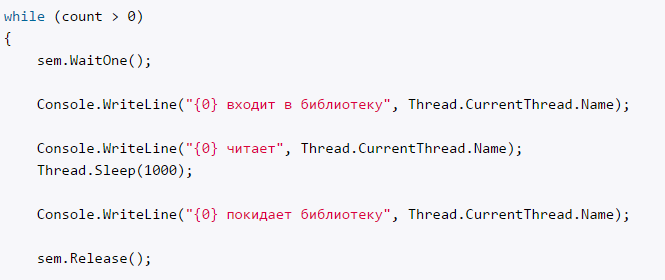 while (count > 0)
{
sem.WaitOne();
Console.WriteLine("{0} входит в библиотеку", Thread.CurrentThread.Name);
Console.WriteLine("{0} читает", Thread.CurrentThread.Name);
Thread.Sleep(1000);
Console.WriteLine("{0} покидает библиотеку", Thread.CurrentThread.Name);
sem.Release();